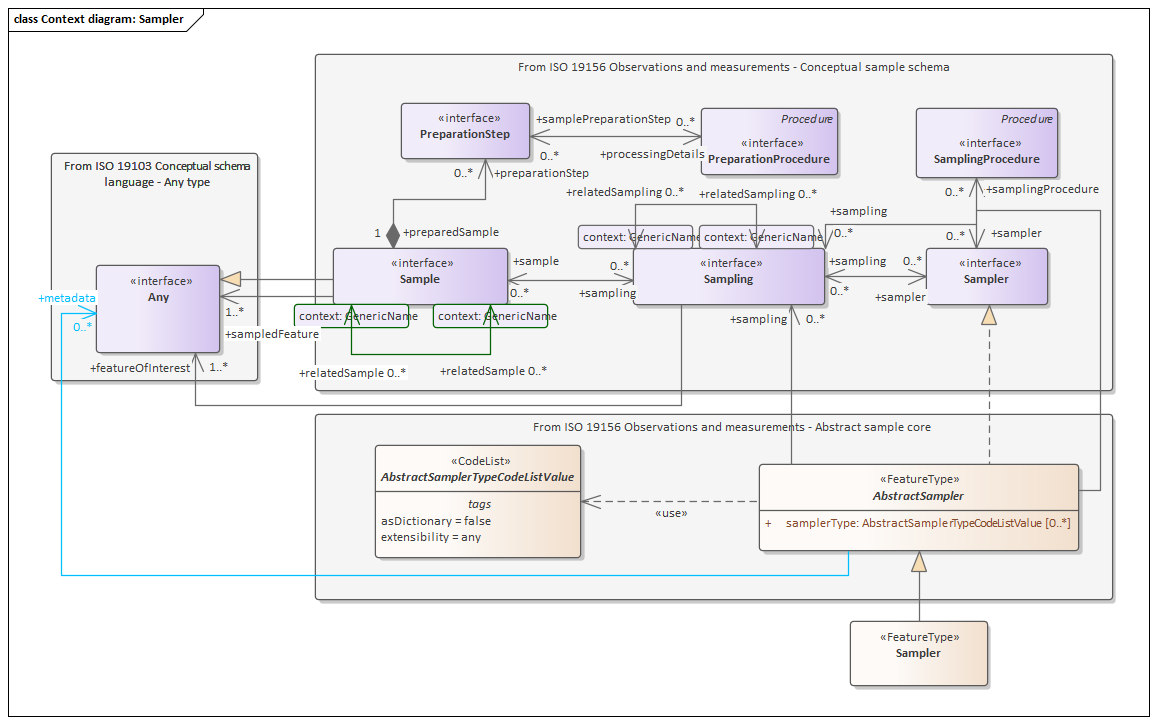 class Context diagram: Sampler
From ISO 19156 Observations and measurements - Conceptual sample schema
«interface»
PreparationStep
+samplePreparationStep 0..*
0..*
+processingDetails
Procedure
«interface»
PreparationProcedure
Procedure
«interface»
SamplingProcedure
From ISO 19103 Conceptual schema
language - Any type
0..*
+preparationStep
+relatedSampling 0..*
+relatedSampling 0..*
0..*
+samplingProcedure
+sampling
0..*
1
+preparedSample
context: GenericName
context: GenericName
0..*
+sampler
«interface»
Any
«interface»
Sample
+sample
0..*
0..*
+sampling
«interface»
Sampling
+sampling
0..*
0..*
+sampler
«interface»
Sampler
+metadata
0..*
1..*
+sampledFeature
context: GenericName
context: GenericName
+sampling
0..*
+featureOfInterest
1..*
+relatedSample 0..*
+relatedSample 0..*
From ISO 19156 Observations and measurements - Abstract sample core
«CodeList»
AbstractSamplerTypeCodeListValue
tags
asDictionary = false
extensibility = any
«use»
«FeatureType»
AbstractSampler
+ samplerType: AbstractSamplerTypeCodeListValue [0..*]
«FeatureType»
Sampler